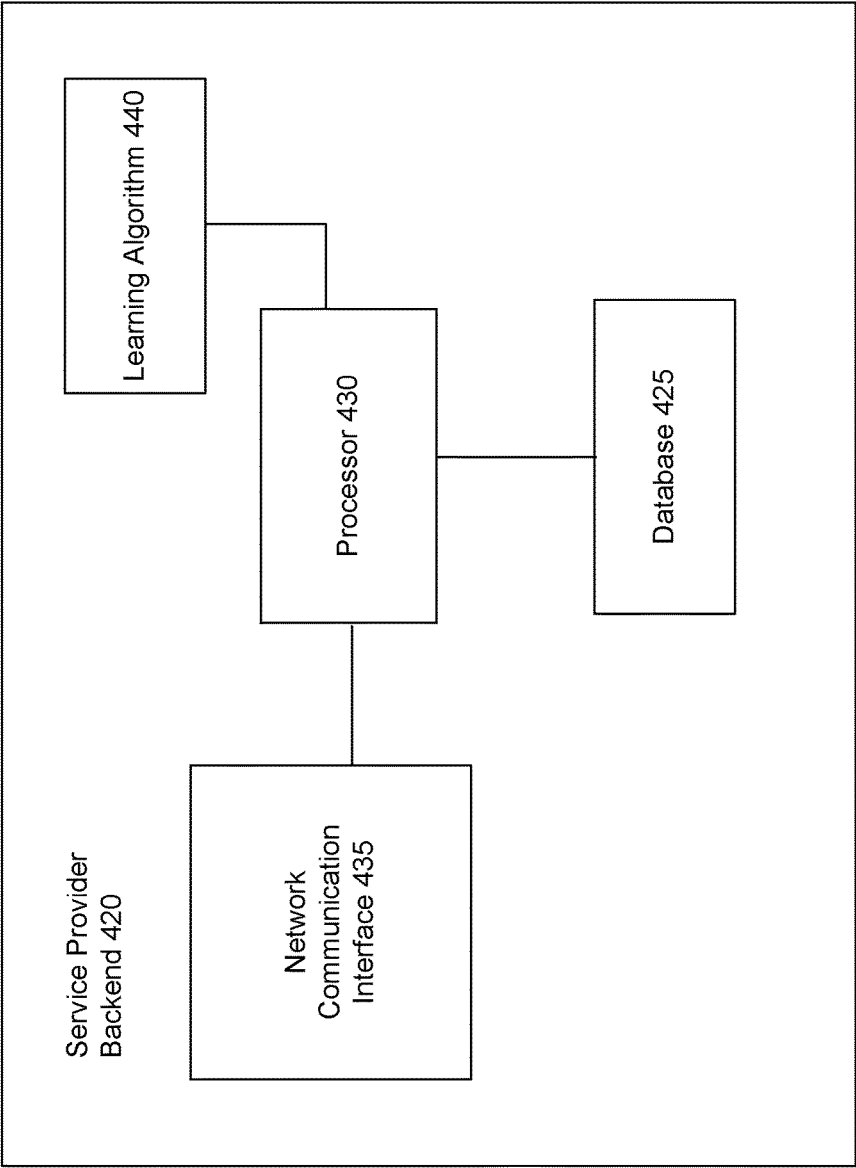 Service Provider
Backend 420
Network
Communication
Interface 435
Processor 430
Learning Algorithm 440
Database 425